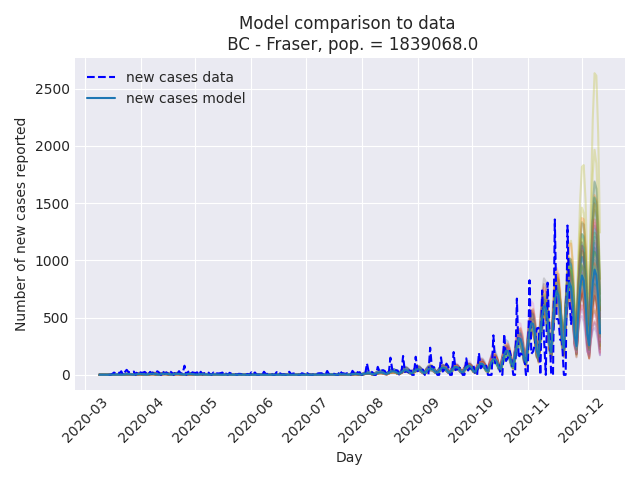 Model comparison to data
BC - Fraser, pop. = 1839068.0
new cases data
new cases model
Number of new cases reported
2500
2000
1500
1000
500
0
2020-03
2020-04
2020-05
2020-06
2020-07
2020-08
2020-09
2020-10
2020-11
2020-12
Day